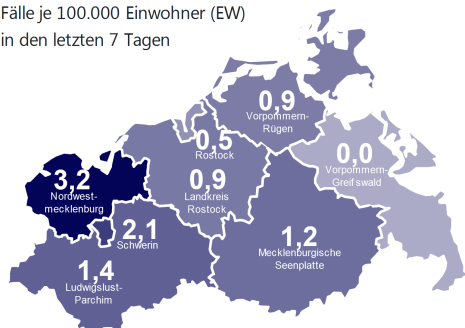 Fälle je 100.000 Einwohner (EW)
in den letzten 7 Tagen
0,9
Vorpommern-
Rügen
0,5
Rostock
0,0
Vorpommern-
Greifswald
3,2
Nordwest-
mecklenburg
0,9
Landkreis
Rostock
2,1
Schwerin
1,2
Mecklenburgische
Seenplatte
1,4
Ludwigslust-
Parchim